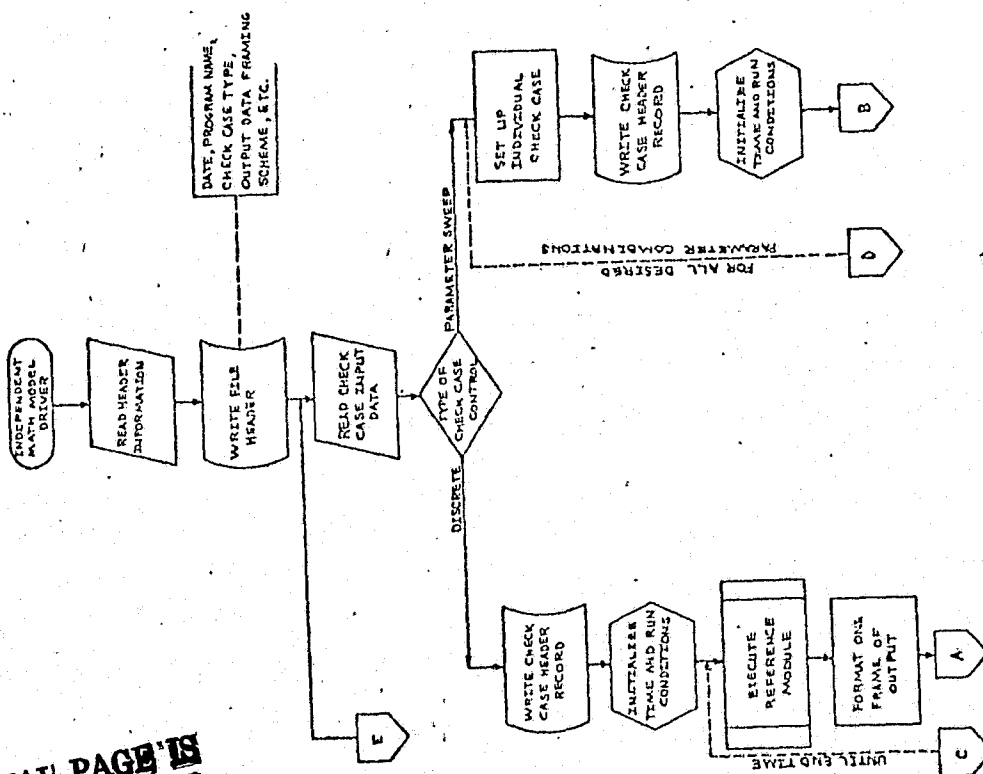 INDEPENDENT
MATH MODEL
DRIVER
READ HEADER
INFORMATION
WRITE FILE
HEADER
DATE, PROGRAM NAME,
CHECK CASE TYPE,
OUTPUT DATA FRAMING
SCHEME, ETC.
READ CHECK
CASE INPUT
DATA
TYPE OF
CHECK CASE
CONTROL
DISCRETE
PARAMETER SWEEP
E
WRITE CHECK
CASE HEADER
RECORD
INITIALIZE
TIME AND RUN
CONDITIONS
EXECUTE
REFERENCE
MODULE
FORMAT ONE
FRAME OF
OUTPUT
A
UNTIL END TIME
C
SET UP
INDIVIDUAL
CHECK CASE
WRITE CHECK
CASE HEADER
RECORD
INITIALIZE
TIME AND RUN
CONDITIONS
B
FOR ALL DESIRED
PARAMETER COMBINATIONS
D
PAGE IS